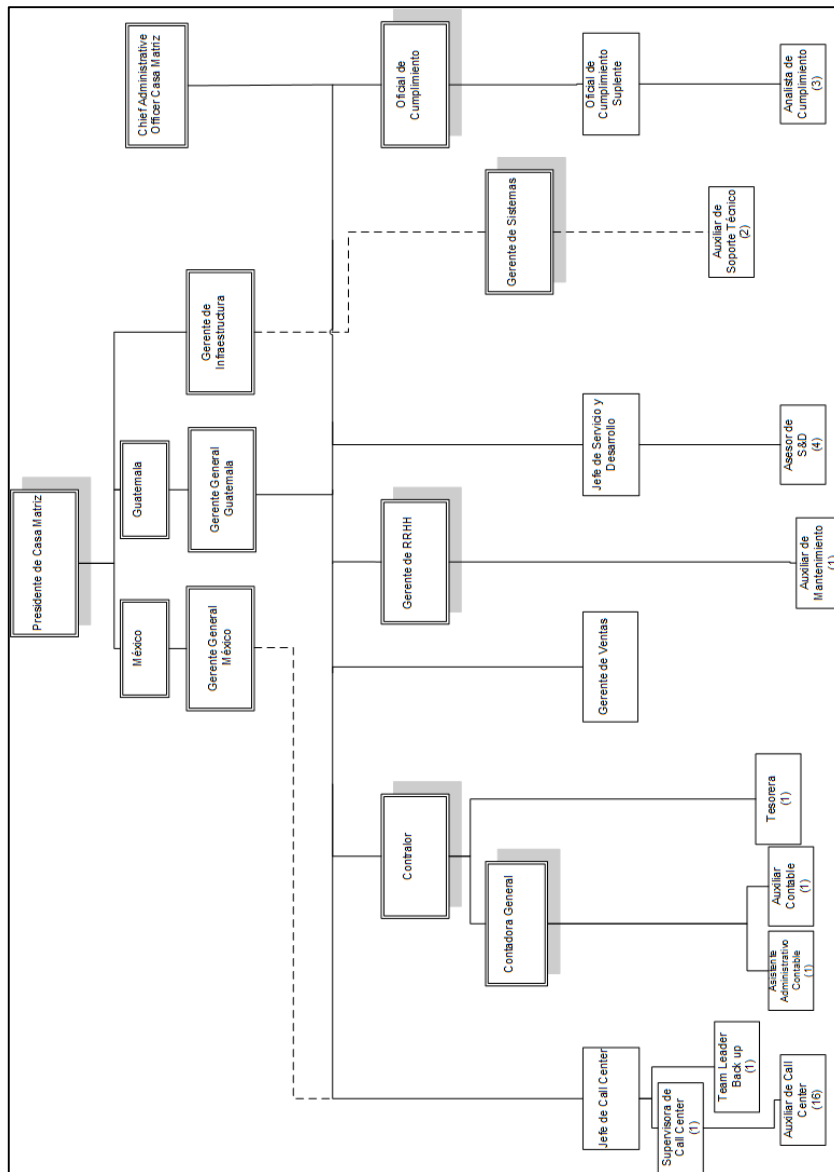 Presidente de Casa Matriz
México
Guatemala
Gerente General
México
Gerente General
Guatemala
Gerente de
Infraestructura
Chief Administrative
Officer Casa Matriz
Contralor
Gerente de RRHH
Oficial de
Cumplimiento
Contadora General
Gerente de Sistemas
Jefe de Call Center
Gerente de Ventas
Jefe de Servicio y
Desarrollo
Oficial de
Cumplimiento
Suplente
Supervisora de
Call Center
(1)
Team Leader
Back up
(1)
Tesorera
(1)
Auxiliar de
Soporte Técnico
(2)
Auxiliar de Call
Center
(16)
Asistente
Administrativo
Contable
(1)
Auxiliar
Contable
(1)
Auxiliar de
Mantenimiento
(1)
Asesor de
S&D
(4)
Analista de
Cumplimiento
(3)